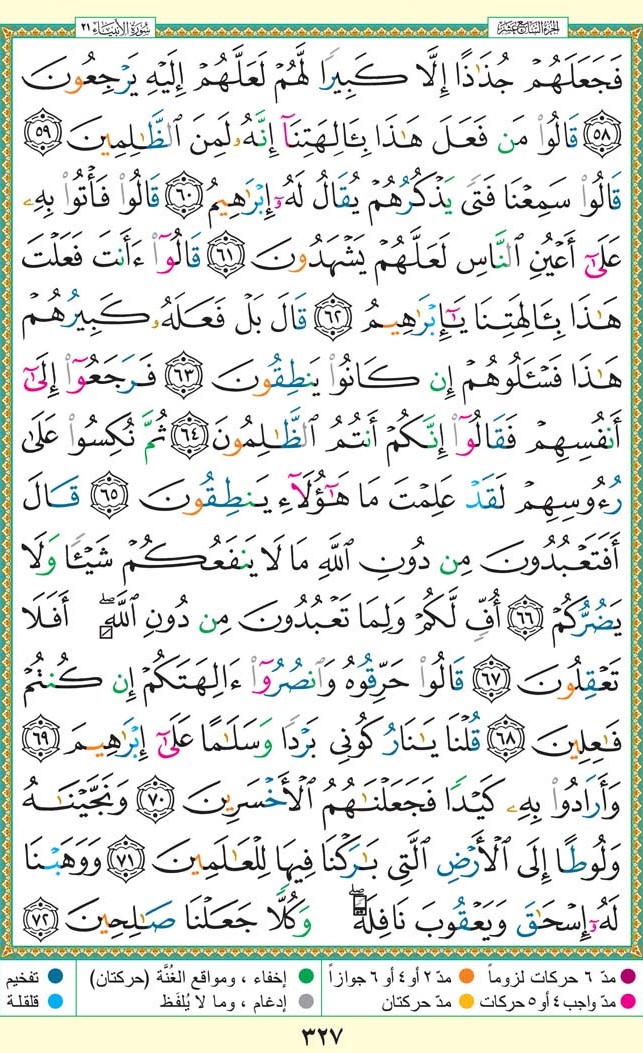 الجزء السابع عشر
سورة الأنبياء ٢١
فَجَعَلَهُمْ جُذَٰذًا إِلَّا كَبِيرًا لَّهُمْ لَعَلَّهُمْ إِلَيْهِ يَرْجِعُونَ
٥٨ قَالُوا۟ مَن فَعَلَ هَٰذَا بِـَٔالِهَتِنَآ إِنَّهُۥ لَمِنَ ٱلظَّٰلِمِينَ ٥٩
قَالُوا۟ سَمِعْنَا فَتًى يَذْكُرُهُمْ يُقَالُ لَهُۥٓ إِبْرَٰهِيمُ ٦٠ قَالُوا۟ فَأْتُوا۟ بِهِۦ
عَلَىٰٓ أَعْيُنِ ٱلنَّاسِ لَعَلَّهُمْ يَشْهَدُونَ ٦١ قَالُوٓا۟ ءَأَنتَ فَعَلْتَ
هَٰذَا بِـَٔالِهَتِنَا يَٰٓإِبْرَٰهِيمُ ٦٢ قَالَ بَلْ فَعَلَهُۥ كَبِيرُهُمْ
هَٰذَا فَسْـَٔلُوهُمْ إِن كَانُوا۟ يَنطِقُونَ ٦٣ فَرَجَعُوٓا۟ إِلَىٰٓ
أَنفُسِهِمْ فَقَالُوٓا۟ إِنَّكُمْ أَنتُمُ ٱلظَّٰلِمُونَ ٦٤ ثُمَّ نُكِسُوا۟ عَلَىٰ
رُءُوسِهِمْ لَقَدْ عَلِمْتَ مَا هَٰٓؤُلَآءِ يَنطِقُونَ ٦٥ قَالَ
أَفَتَعْبُدُونَ مِن دُونِ ٱللَّهِ مَا لَا يَنفَعُكُمْ شَيْـًٔا وَلَا
يَضُرُّكُمْ ٦٦ أُفٍّ لَّكُمْ وَلِمَا تَعْبُدُونَ مِن دُونِ ٱللَّهِ ۖ أَفَلَا
تَعْقِلُونَ ٦٧ قَالُوا۟ حَرِّقُوهُ وَٱنصُرُوٓا۟ ءَالِهَتَكُمْ إِن كُنتُمْ
فَٰعِلِينَ ٦٨ قُلْنَا يَٰنَارُ كُونِى بَرْدًا وَسَلَٰمًا عَلَىٰٓ إِبْرَٰهِيمَ ٦٩
وَأَرَادُوا۟ بِهِۦ كَيْدًا فَجَعَلْنَٰهُمُ ٱلْأَخْسَرِينَ ٧٠ وَنَجَّيْنَٰهُ
وَلُوطًا إِلَى ٱلْأَرْضِ ٱلَّتِى بَٰرَكْنَا فِيهَا لِلْعَٰلَمِينَ ٧١ وَوَهَبْنَا
لَهُۥٓ إِسْحَٰقَ وَيَعْقُوبَ نَافِلَةً ۖ وَكُلًّا جَعَلْنَا صَٰلِحِينَ ٧٢
مدّ ٦ حركات لزوماً مدّ ٢ أو ٤ أو ٦ جوازاً إخفاء ، ومواقع الغُنَّة (حركتان) تفخيم
مدّ واجب ٤ أو ٥ حركات مدّ حركتان إدغام ، وما لا يُلفَظ قلقلة
٣٢٧